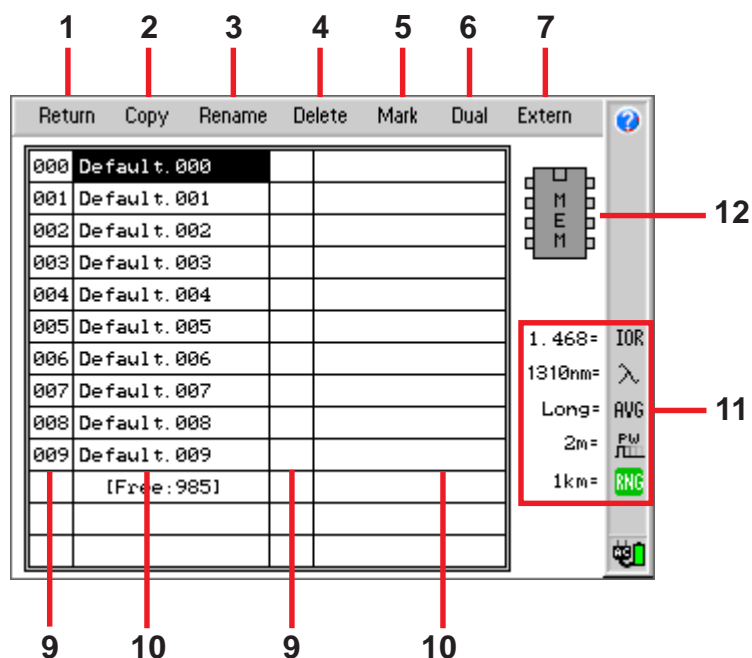 1 2 3 4 5 6 7
Return Copy Rename Delete Mark Dual Extern
000 Default.000
001 Default.001
002 Default.002
003 Default.003
004 Default.004
005 Default.005
006 Default.006
007 Default.007
008 Default.008
009 Default.009
[Free:985]
MEM
12
1.468= IOR
1310nm= λ
Long= AVG
2m= PW
1km= RNG
11
9 10 9 10